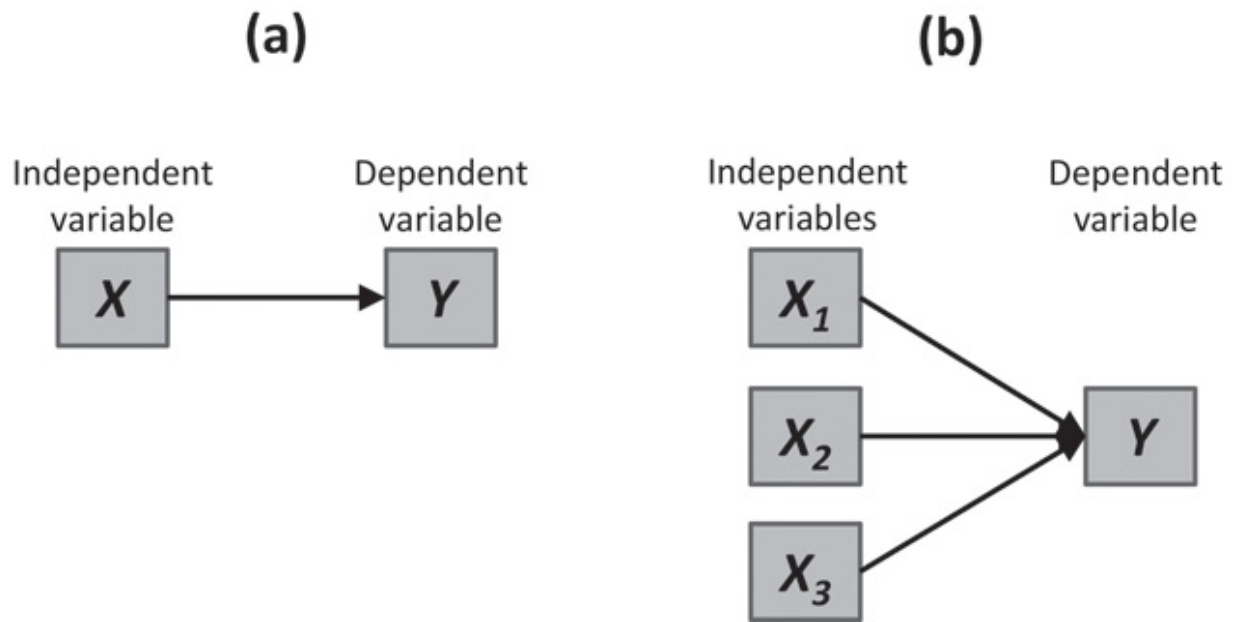 (a)
Independent
variable
Dependent
variable
X
Y
(b)
Independent
variables
Dependent
variable
X1
X2
X3
Y